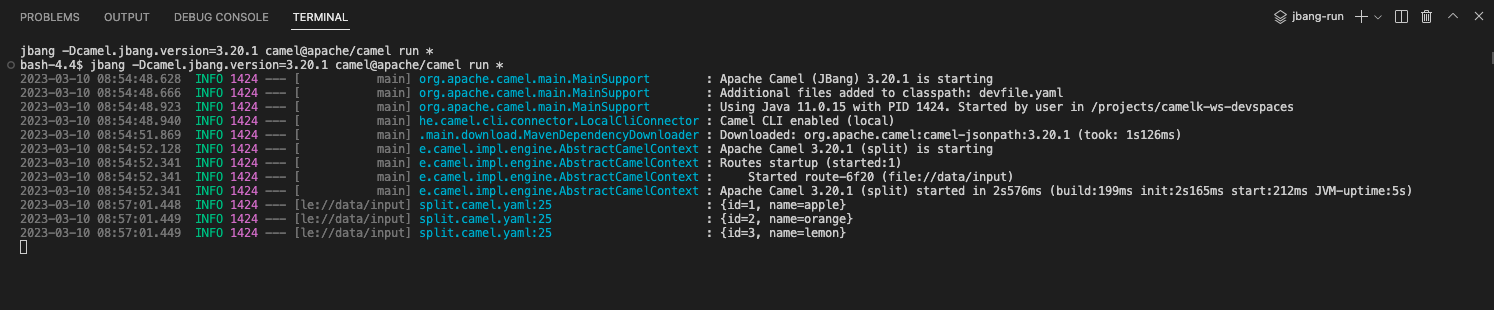 PROBLEMS OUTPUT DEBUG CONSOLE TERMINAL jbang-run
jbang -Dcamel.jbang.version=3.20.1 camel@apache/camel run *
bash-4.4$ jbang -Dcamel.jbang.version=3.20.1 camel@apache/camel run *
2023-03-10 08:54:48.628  INFO 1424 --- [           main] org.apache.camel.main.MainSupport        : Apache Camel (JBang) 3.20.1 is starting
2023-03-10 08:54:48.666  INFO 1424 --- [           main] org.apache.camel.main.MainSupport        : Additional files added to classpath: devfile.yaml
2023-03-10 08:54:48.923  INFO 1424 --- [           main] org.apache.camel.main.MainSupport        : Using Java 11.0.15 with PID 1424. Started by user in /projects/camelk-ws-devspaces
2023-03-10 08:54:48.940  INFO 1424 --- [           main] he.camel.cli.connector.LocalCliConnector : Camel CLI enabled (local)
2023-03-10 08:54:51.869  INFO 1424 --- [           main] .main.download.MavenDependencyDownloader : Downloaded: org.apache.camel:camel-jsonpath:3.20.1 (took: 1s126ms)
2023-03-10 08:54:52.128  INFO 1424 --- [           main] e.camel.impl.engine.AbstractCamelContext : Apache Camel 3.20.1 (split) is starting
2023-03-10 08:54:52.341  INFO 1424 --- [           main] e.camel.impl.engine.AbstractCamelContext : Routes startup (started:1)
2023-03-10 08:54:52.341  INFO 1424 --- [           main] e.camel.impl.engine.AbstractCamelContext :     Started route-6f20 (file://data/input)
2023-03-10 08:54:52.341  INFO 1424 --- [           main] e.camel.impl.engine.AbstractCamelContext : Apache Camel 3.20.1 (split) started in 2s576ms (build:199ms init:2s165ms start:212ms JVM-uptime:5s)
2023-03-10 08:57:01.448  INFO 1424 --- [le://data/input] split.camel.yaml:25                      : {id=1, name=apple}
2023-03-10 08:57:01.449  INFO 1424 --- [le://data/input] split.camel.yaml:25                      : {id=2, name=orange}
2023-03-10 08:57:01.449  INFO 1424 --- [le://data/input] split.camel.yaml:25                      : {id=3, name=lemon}